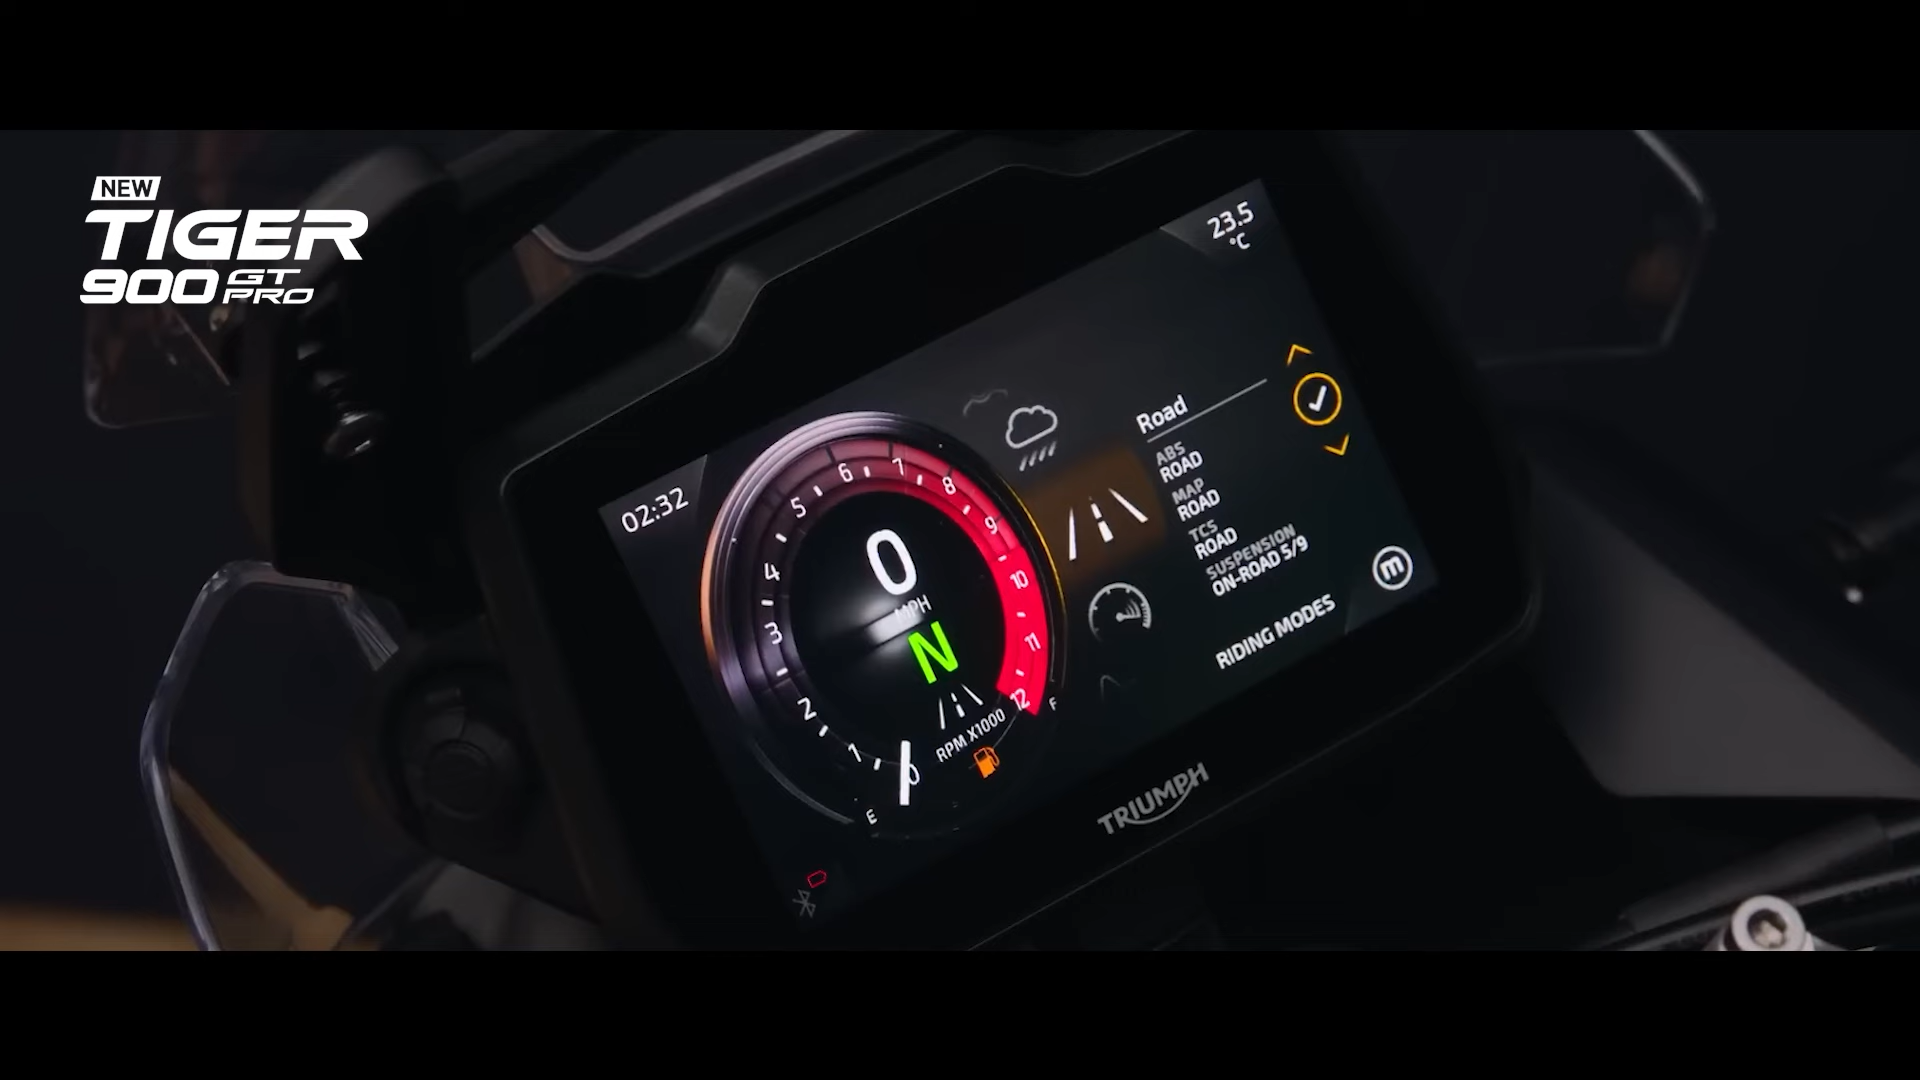 NEW
TIGER
900 GT PRO
23.5
°C
02:32
Road
ABS
ROAD
MAP
ROAD
TCS
ROAD
SUSPENSION
ON-ROAD 5/9
RIDING MODES
m
0
MPH
N
RPM X1000
0
1
2
3
4
5
6
7
8
9
10
11
12
E
F
TRIUMPH